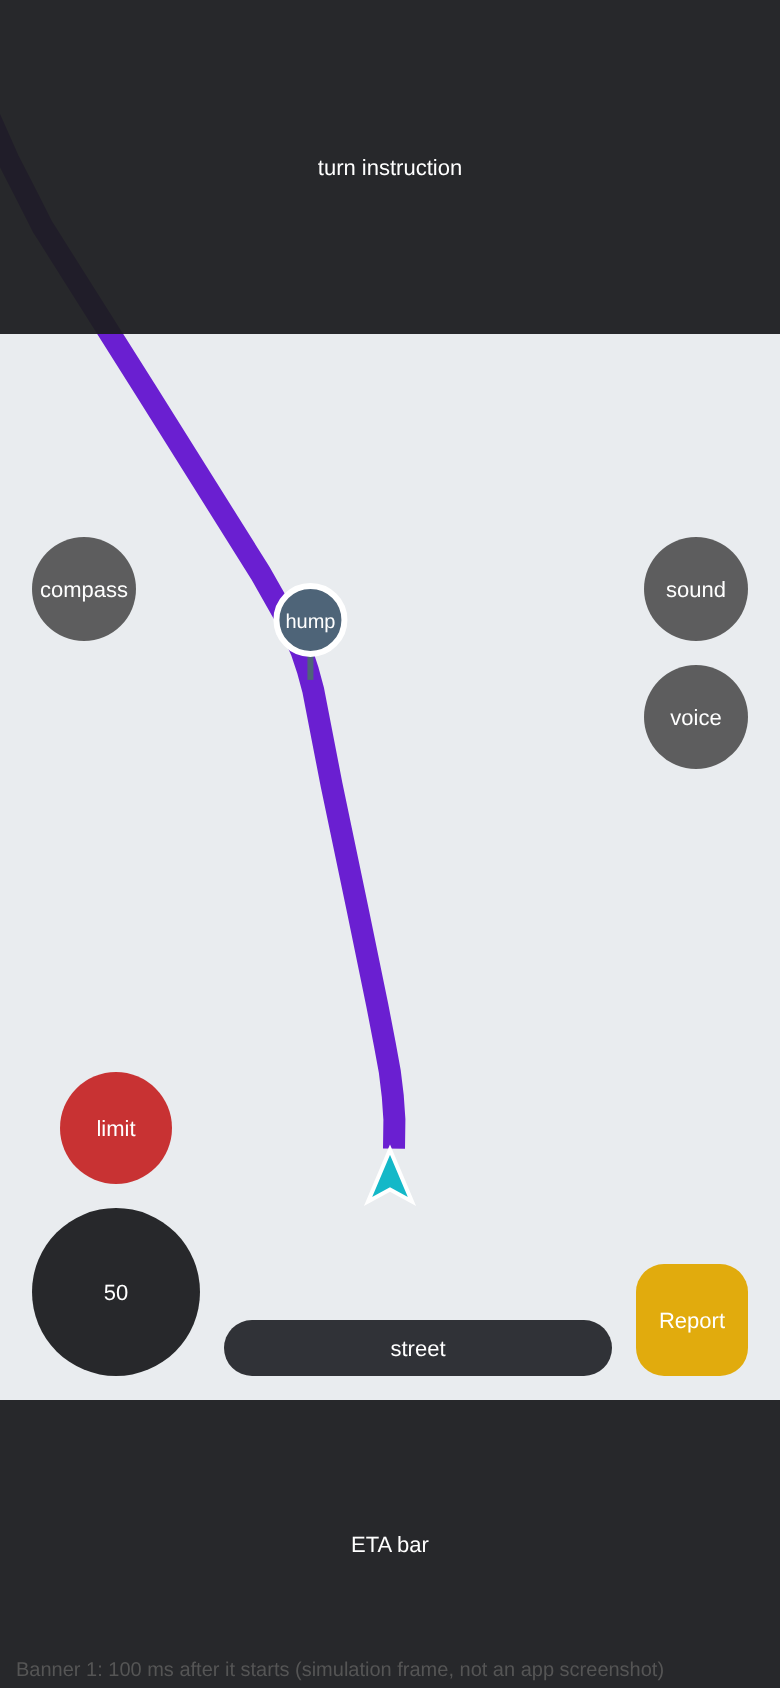 turn instruction
compass
sound
hump
voice
limit
50
Report
street
ETA bar
Banner 1: 100 ms after it starts (simulation frame, not an app screenshot)